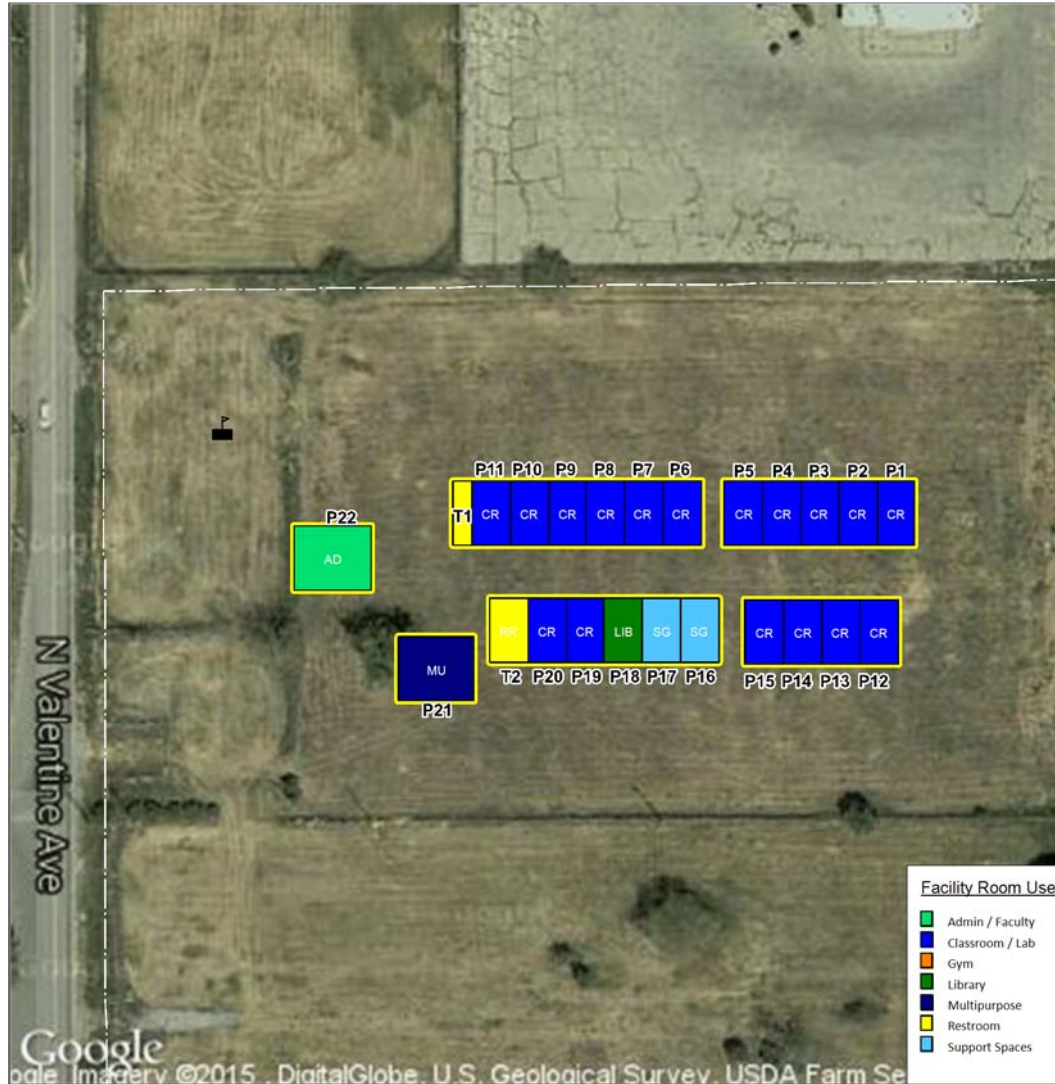 P11 P10 P9 P8 P7 P6 P5 P4 P3 P2 P1
T1 CR CR CR CR CR CR CR CR CR CR CR
P22
AD
RR CR CR LIB SG SG CR CR CR CR
T2 P20 P19 P18 P17 P16 P15 P14 P13 P12
MU
P21
N Valentine Ave
Facility Room Use
Admin / Faculty
Classroom / Lab
Gym
Library
Multipurpose
Restroom
Support Spaces
Google
ogle Imagery ©2015 , DigitalGlobe, U.S. Geological Survey, USDA Farm Se